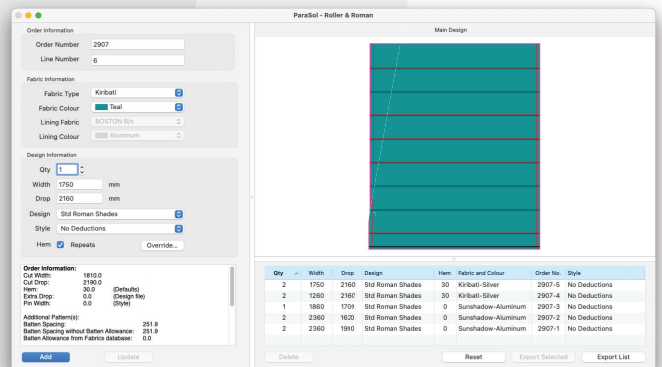 ParaSol - Roller & Roman
Order Information
Order Number 2907
Line Number 6
Fabric Information
Fabric Type Kiribati
Fabric Colour Teal
Lining Fabric BOSTON B/o
Lining Colour Aluminum
Design Information
Qty 1
Width 1750 mm
Drop 2160 mm
Design Std Roman Shades
Style No Deductions
Hem Repeats Override...
Order Information:
Cut Width: 1810.0
Cut Drop: 2190.0
Hem: 30.0 (Defaults)
Extra Drop: 0.0 (Design file)
Pin Width: 0.0 (Style)
Additional Pattern(s):
Batten Spacing: 251.9
Batten Spacing without Batten Allowance: 251.9
Batten Allowance from Fabrics database: 0.0
Add Update
Main Design
Qty Width Drop Design Hem Fabric and Colour Order No. Style
2 1750 2160 Std Roman Shades 30 Kiribati-Silver 2907-5 No Deductions
2 1260 2160 Std Roman Shades 30 Kiribati-Silver 2907-4 No Deductions
1 1860 1701 Std Roman Shades 0 Sunshadow-Aluminum 2907-3 No Deductions
2 2360 1620 Std Roman Shades 0 Sunshadow-Aluminum 2907-2 No Deductions
2 2360 1910 Std Roman Shades 0 Sunshadow-Aluminum 2907-1 No Deductions
Delete Reset Export Selected Export List